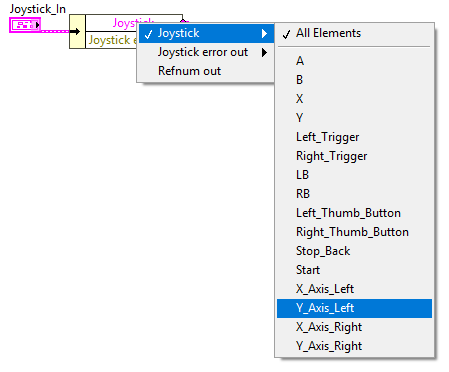 Joystick_In
Joystick
Joystick e
✓ Joystick
Joystick error out
Refnum out
✓ All Elements
A
B
X
Y
Left_Trigger
Right_Trigger
LB
RB
Left_Thumb_Button
Right_Thumb_Button
Stop_Back
Start
X_Axis_Left
Y_Axis_Left
X_Axis_Right
Y_Axis_Right